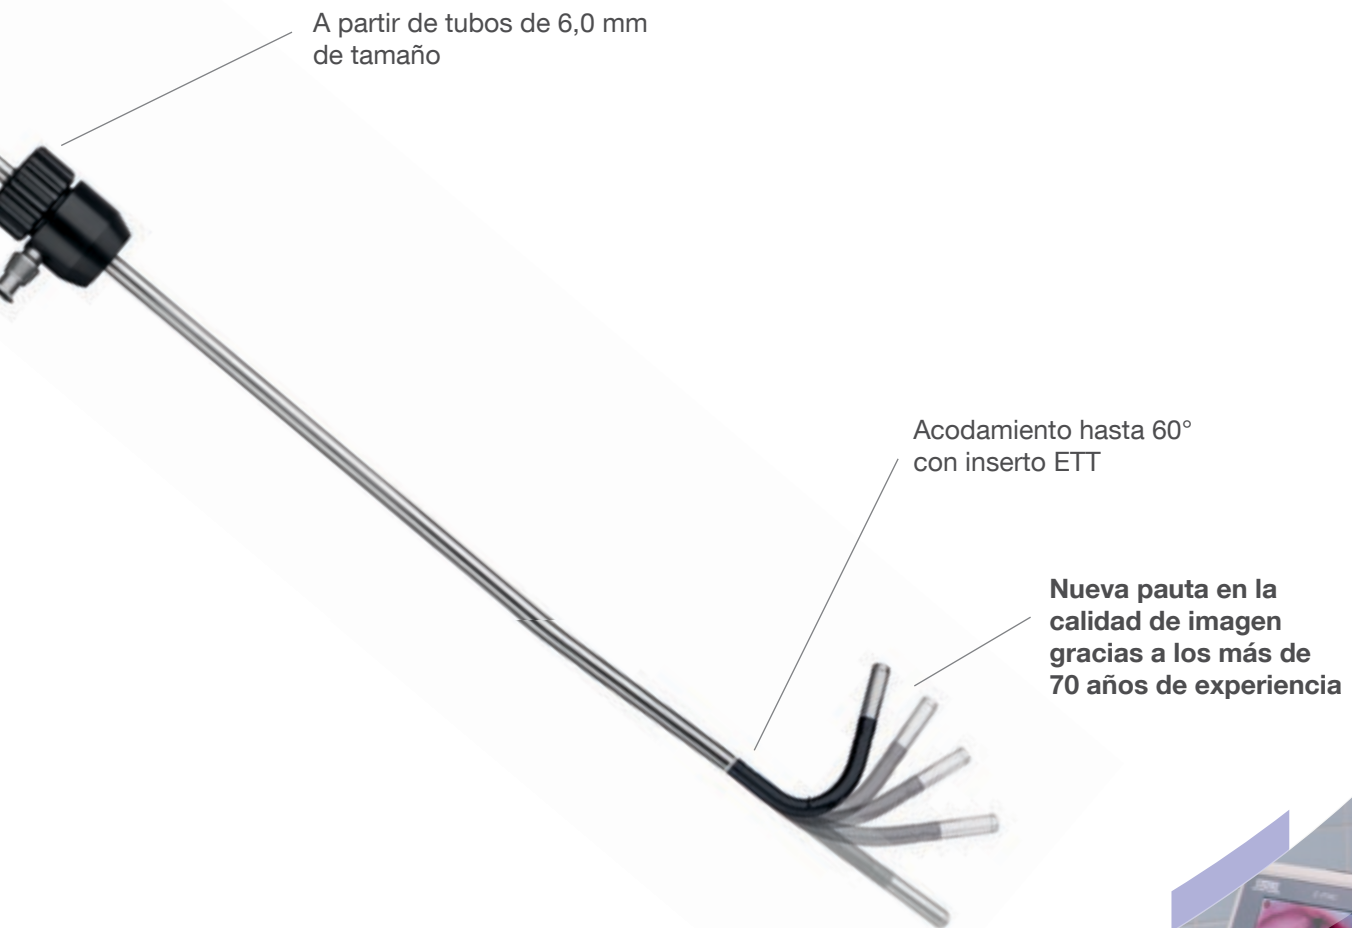 A partir de tubos de 6,0 mm
de tamaño
Acodamiento hasta 60°
con inserto ETT
Nueva pauta en la
calidad de imagen
gracias a los más de
70 años de experiencia